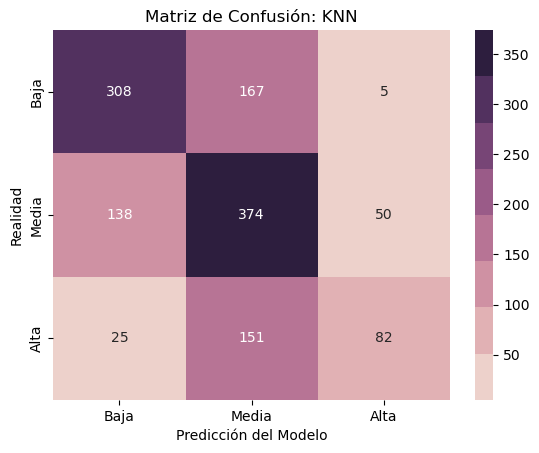 Matriz de Confusión: KNN
Realidad
Baja
308 167 5
Media
138 374 50
Alta
25 151 82
Baja Media Alta
Predicción del Modelo
350
300
250
200
150
100
50